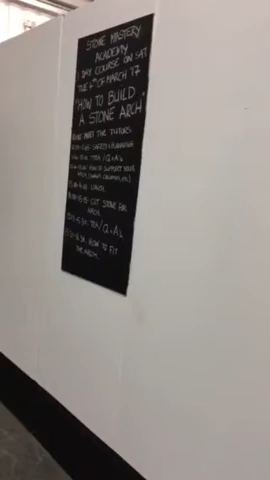 STONE MASTERY
ACADEMY
1 DAY COURSE ON SAT
THE 4TH OF MARCH '17
"HOW TO BUILD
A STONE ARCH"
MEET THE TUTORS
SAFETY & PLANNING
TEA / Q+A's
HOW TO SUPPORT YOUR
ARCH
LUNCH
CUT STONE FOR
ARCH
TEA / Q+A's
HOW TO FIT
THE ARCH